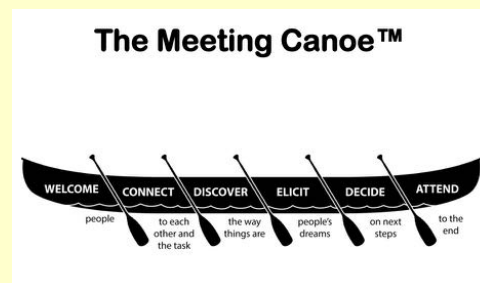 The Meeting Canoe™
WELCOME CONNECT DISCOVER ELICIT DECIDE ATTEND
people
to each
other and
the task
the way
things are
people's
dreams
on next
steps
to the
end